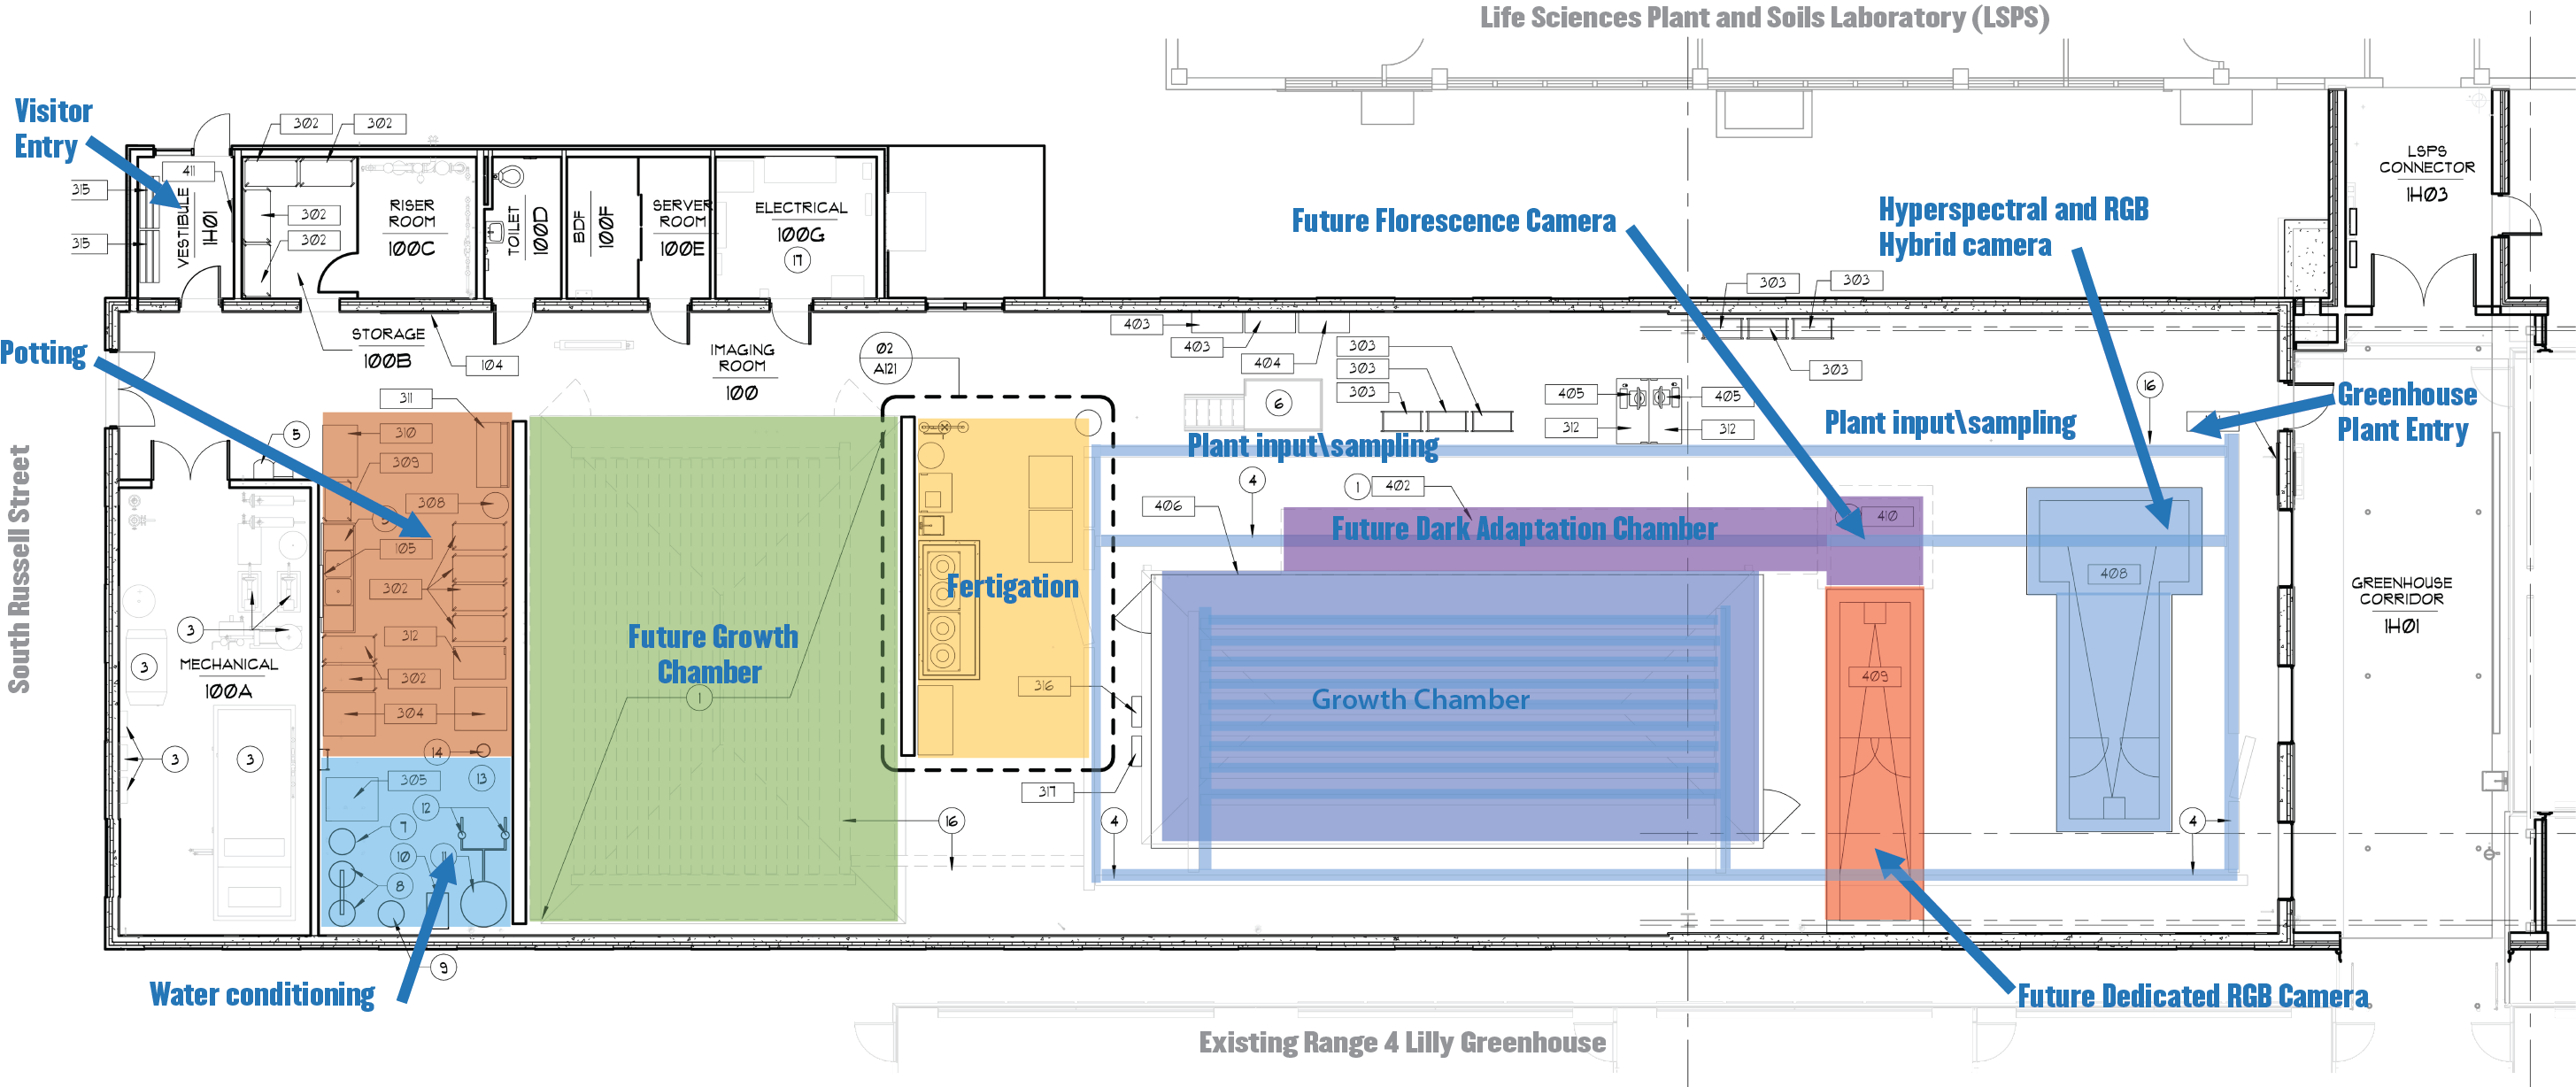 Life Sciences Plant and Soils Laboratory (LSPS)
Visitor
Entry
302
302
411
315
315
VESTIBULE
1HØ1
302
302
RISER
ROOM
100C
TOILET
100D
BDF
100F
SERVER
ROOM
100E
ELECTRICAL
100G
17
LSPS
CONNECTOR
1HØ3
Future Florescence Camera
Hyperspectral and RGB
Hybrid camera
303
303
403
403
404
303
303
303
303
Potting
STORAGE
100B
104
IMAGING
ROOM
100
02
A121
6
405
405
312
312
16
Greenhouse
Plant Entry
311
310
309
308
5
105
302
312
302
304
14
Plant input\sampling
Plant input\sampling
4
1
402
406
Future Dark Adaptation Chamber
410
408
Fertigation
Future Growth
Chamber
1
316
317
Growth Chamber
409
GREENHOUSE
CORRIDOR
1HØ1
South Russell Street
3
3
MECHANICAL
100A
3
3
305
13
12
7
10
11
8
9
16
4
4
Water conditioning
Future Dedicated RGB Camera
Existing Range 4 Lilly Greenhouse